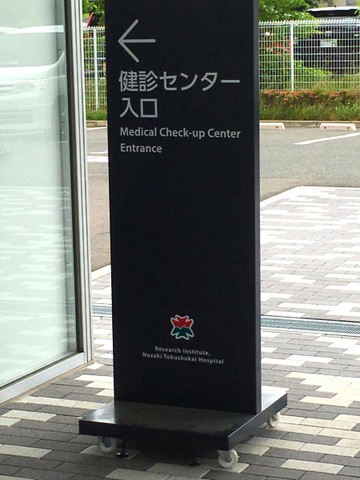 健診センター
入口
Medical Check-up Center
Entrance
Research Institute,
Nozaki Tokushukai Hospital